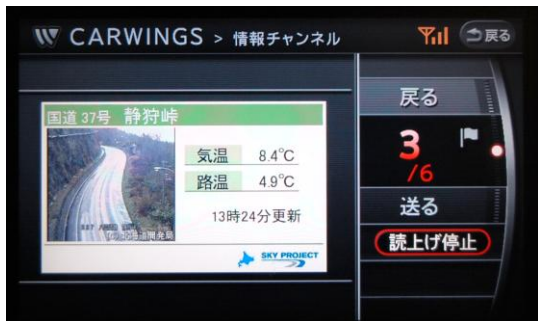 CARWINGS > 情報チャンネル
戻る
国道 37号 静狩峠
気温 8.4℃
路温 4.9℃
13時24分更新
SKY PROJECT
戻る
3
/6
送る
読上げ停止